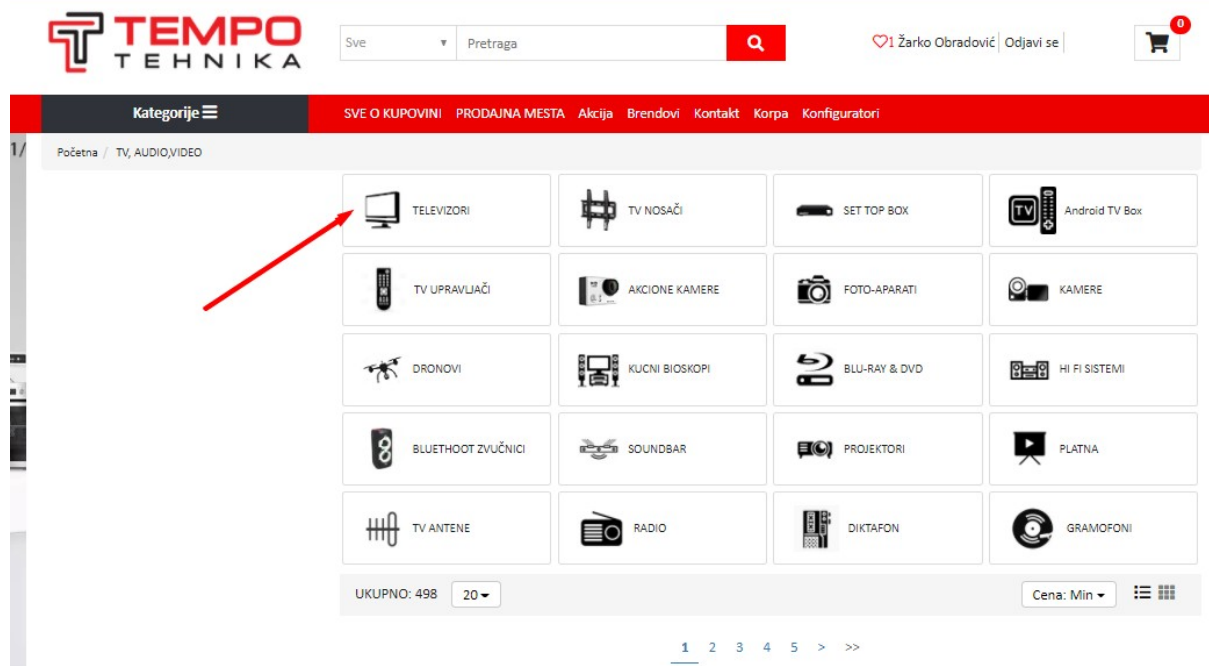 TEMPO
TEHNIKA
Sve
Pretraga
1 Žarko Obradović
Odjavi se
0
Kategorije
SVE O KUPOVINI PRODAJNA MESTA Akcija Brendovi Kontakt Korpa Konfiguratori
1/
Početna / TV, AUDIO,VIDEO
TELEVIZORI
TV NOSAČI
SET TOP BOX
TV
Android TV Box
TV UPRAVLJAČI
AKCIONE KAMERE
FOTO-APARATI
KAMERE
DRONOVI
KUCNI BIOSKOPI
BLU-RAY & DVD
HI FI SISTEMI
BLUETHOOT ZVUČNICI
SOUNDBAR
PROJEKTORI
PLATNA
TV ANTENE
RADIO
DIKTAFON
GRAMOFONI
UKUPNO: 498
20
Cena: Min
1 2 3 4 5 > >>